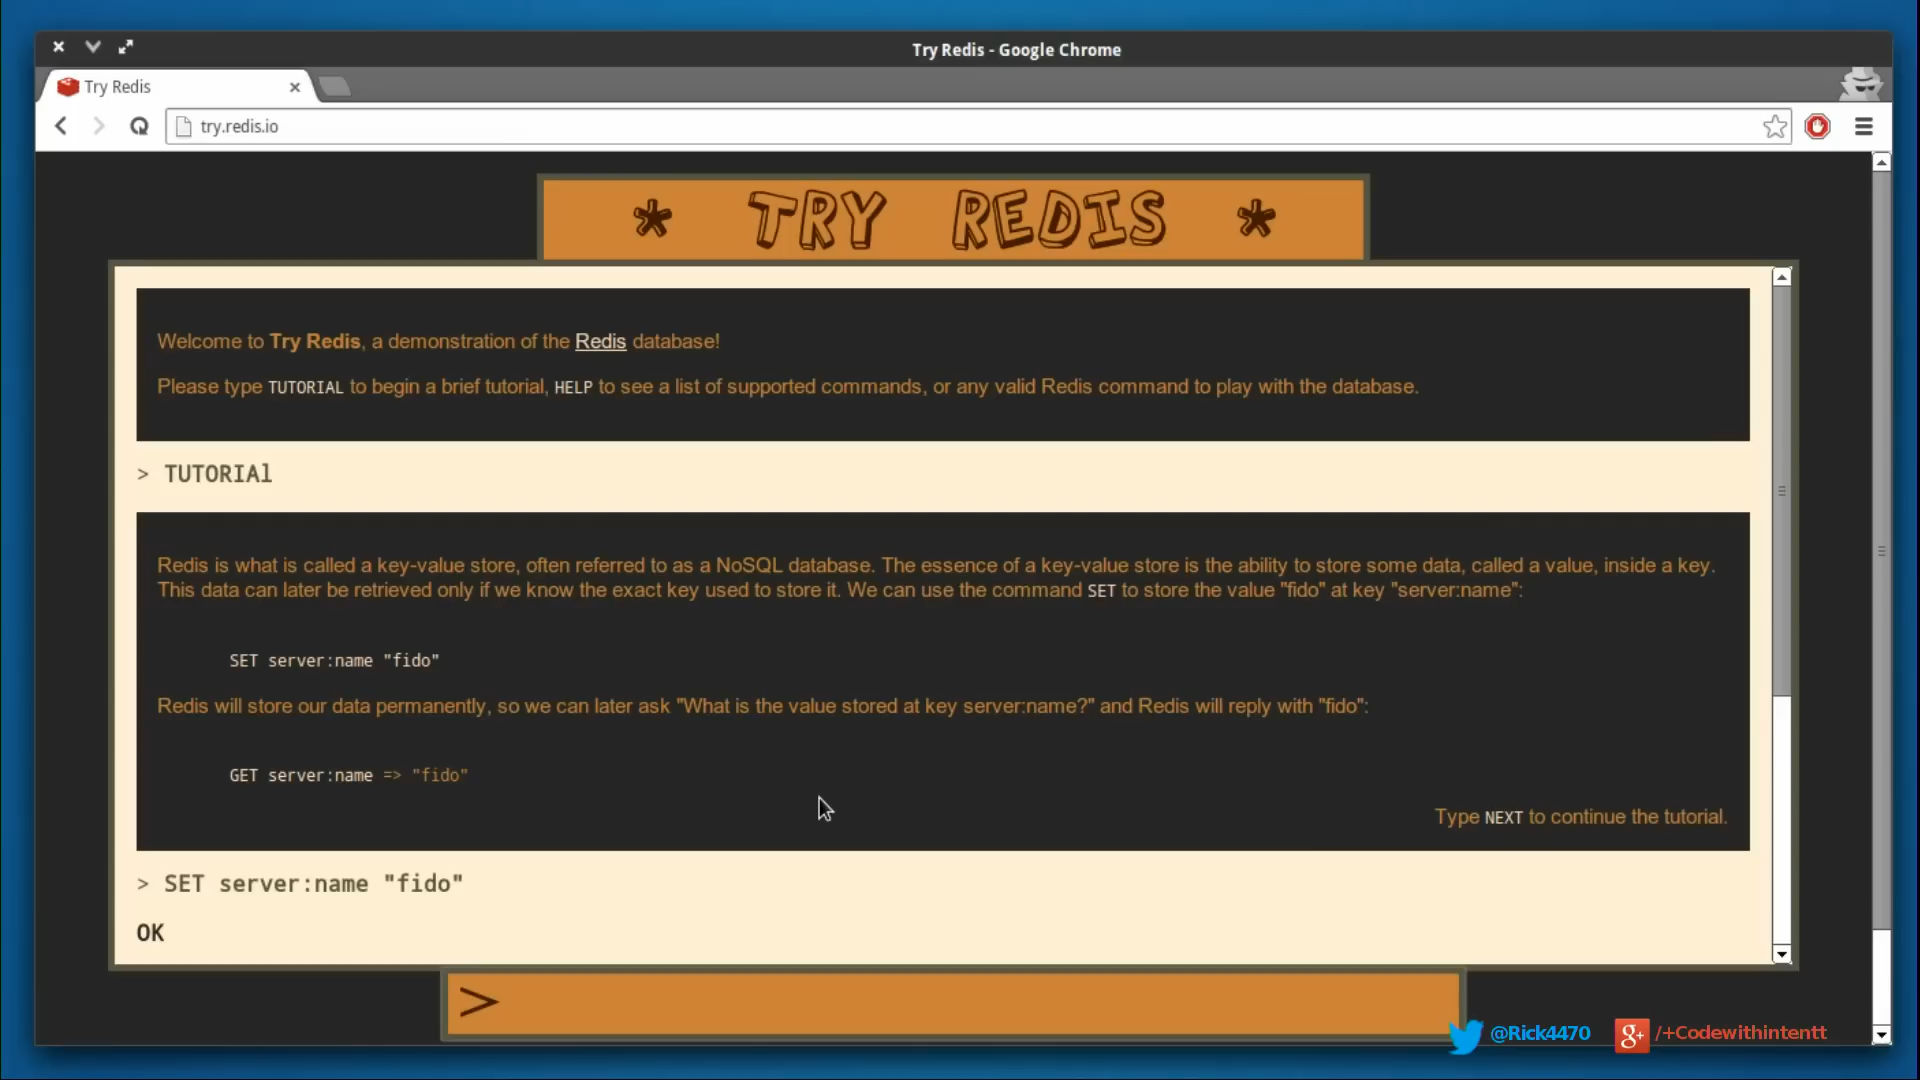 Try Redis - Google Chrome
Try Redis
try.redis.io
* TRY REDIS *
Welcome to Try Redis, a demonstration of the Redis database!
Please type TUTORIAL to begin a brief tutorial, HELP to see a list of supported commands, or any valid Redis command to play with the database.
> TUTORIAl
Redis is what is called a key-value store, often referred to as a NoSQL database. The essence of a key-value store is the ability to store some data, called a value, inside a key.
This data can later be retrieved only if we know the exact key used to store it. We can use the command SET to store the value "fido" at key "server:name":
SET server:name "fido"
Redis will store our data permanently, so we can later ask "What is the value stored at key server:name?" and Redis will reply with "fido":
GET server:name => "fido"
Type NEXT to continue the tutorial.
> SET server:name "fido"
OK
>
@Rick4470 g+ /+Codewithintentt